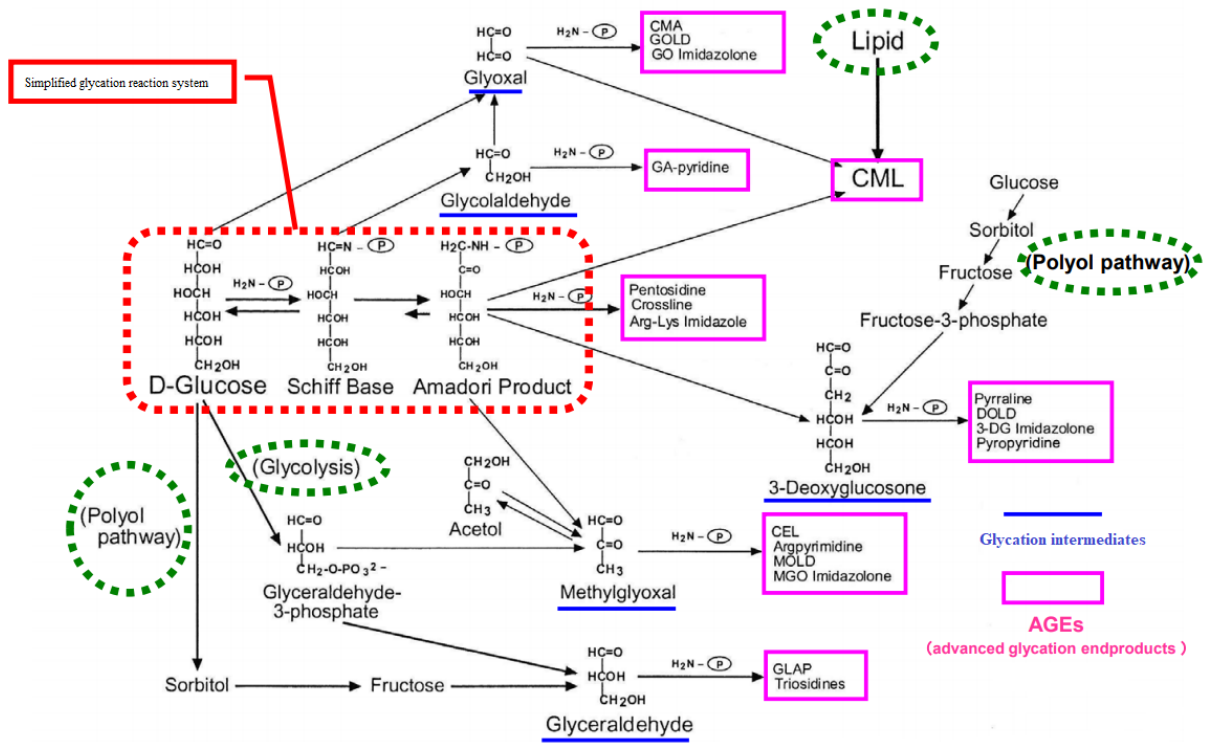 Simplified glycation reaction system
HC=O
HC=O
Glyoxal
H₂N – P
CMA
GOLD
GO Imidazolone
Lipid
HC=O
CH₂OH
Glycolaldehyde
H₂N – P
GA-pyridine
CML
Glucose
Sorbitol
Fructose
(Polyol pathway)
Fructose-3-phosphate
HC=O
HCOH
HOCH
HCOH
HCOH
CH₂OH
D-Glucose
H₂N – P
HC=N – P
HCOH
HOCH
HCOH
HCOH
CH₂OH
Schiff Base
H₂C-NH – P
C=O
HOCH
HCOH
HCOH
CH₂OH
Amadori Product
H₂N – P
Pentosidine
Crossline
Arg-Lys Imidazole
HC=O
C=O
CH₂
HCOH
HCOH
CH₂OH
3-Deoxyglucosone
H₂N – P
Pyrraline
DOLD
3-DG Imidazolone
Pyropyridine
(Glycolysis)
(Polyol
pathway)
CH₂OH
C=O
CH₃
Acetol
HC=O
HCOH
CH₂-O-PO₃²⁻
Glyceraldehyde-
3-phosphate
HC=O
C=O
CH₃
Methylglyoxal
H₂N – P
CEL
Argpyrimidine
MOLD
MGO Imidazolone
Glycation intermediates
AGEs
(advanced glycation endproducts )
Sorbitol
Fructose
HC=O
HCOH
CH₂OH
Glyceraldehyde
H₂N – P
GLAP
Triosidines